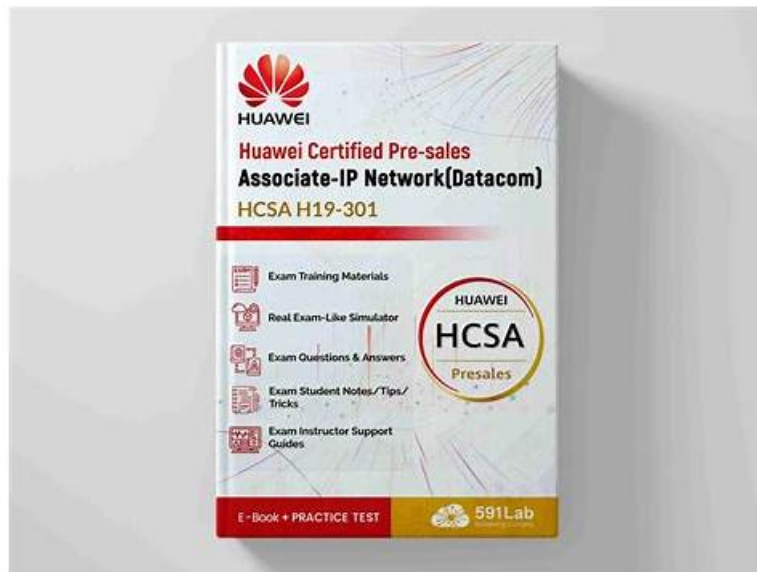 HUAWEI
Huawei Certified Pre-sales
Associate-IP Network(Datacom)
HCSA H19-301
Exam Training Materials
Real Exam-Like Simulator
Exam Questions & Answers
Exam Student Notes/Tips/
Tricks
Exam Instructor Support
Guides
HUAWEI
HCSA
Presales
E-Book + PRACTICE TEST
591Lab